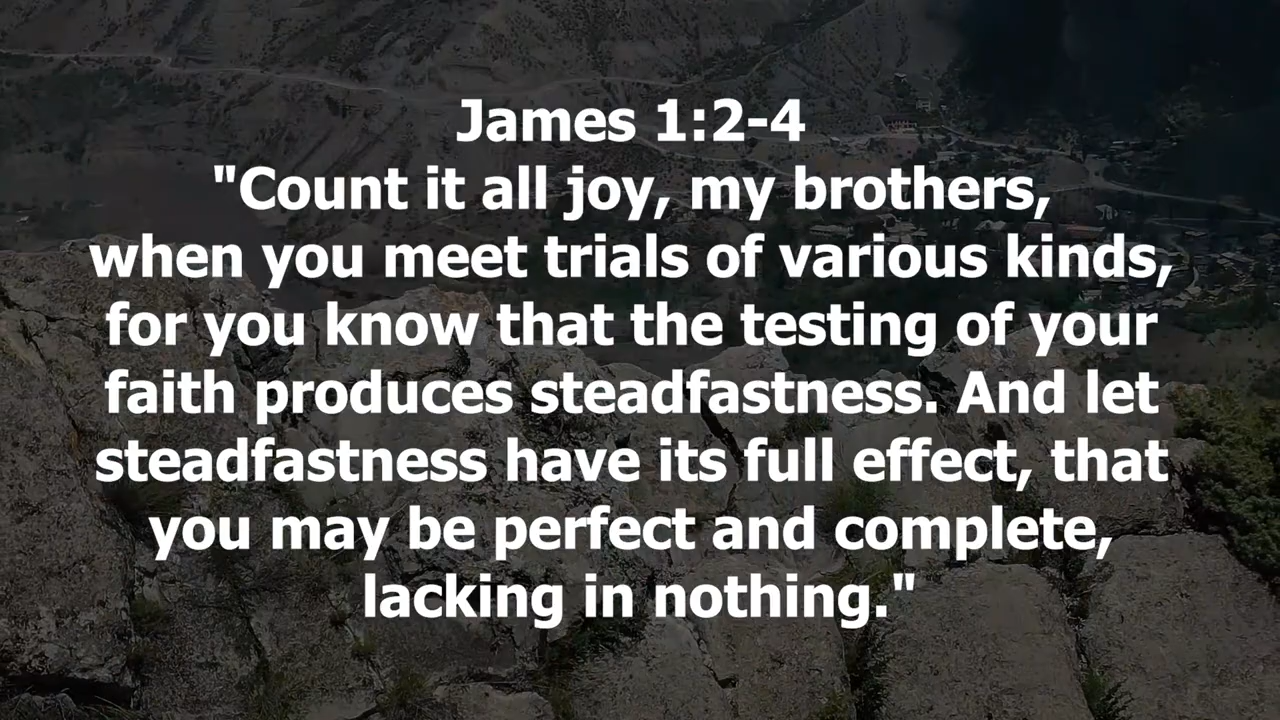 James 1:2-4
"Count it all joy, my brothers,
when you meet trials of various kinds,
for you know that the testing of your
faith produces steadfastness. And let
steadfastness have its full effect, that
you may be perfect and complete,
lacking in nothing."